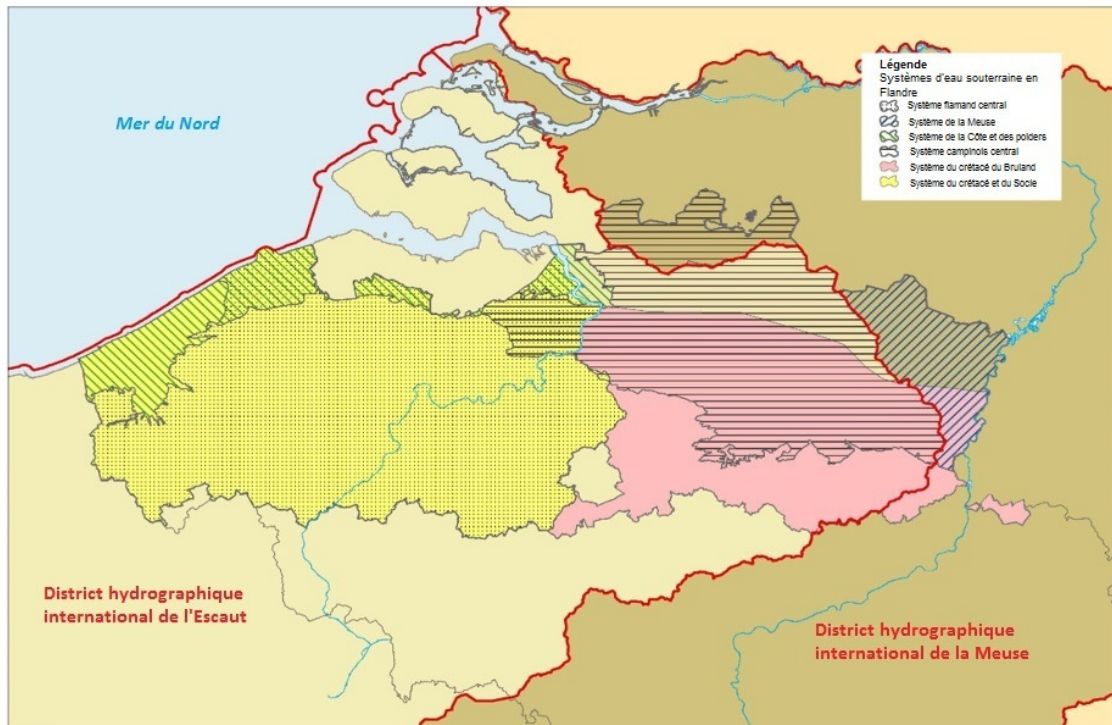 Mer du Nord
Légende
Systèmes d'eau souterraine en
Flandre
Système flamand central
Système de la Meuse
Système de la Côte et des polders
Système campinois central
Système du crétacé du Bruland
Système du crétacé et du Socle
District hydrographique
international de l'Escaut
District hydrographique
international de la Meuse